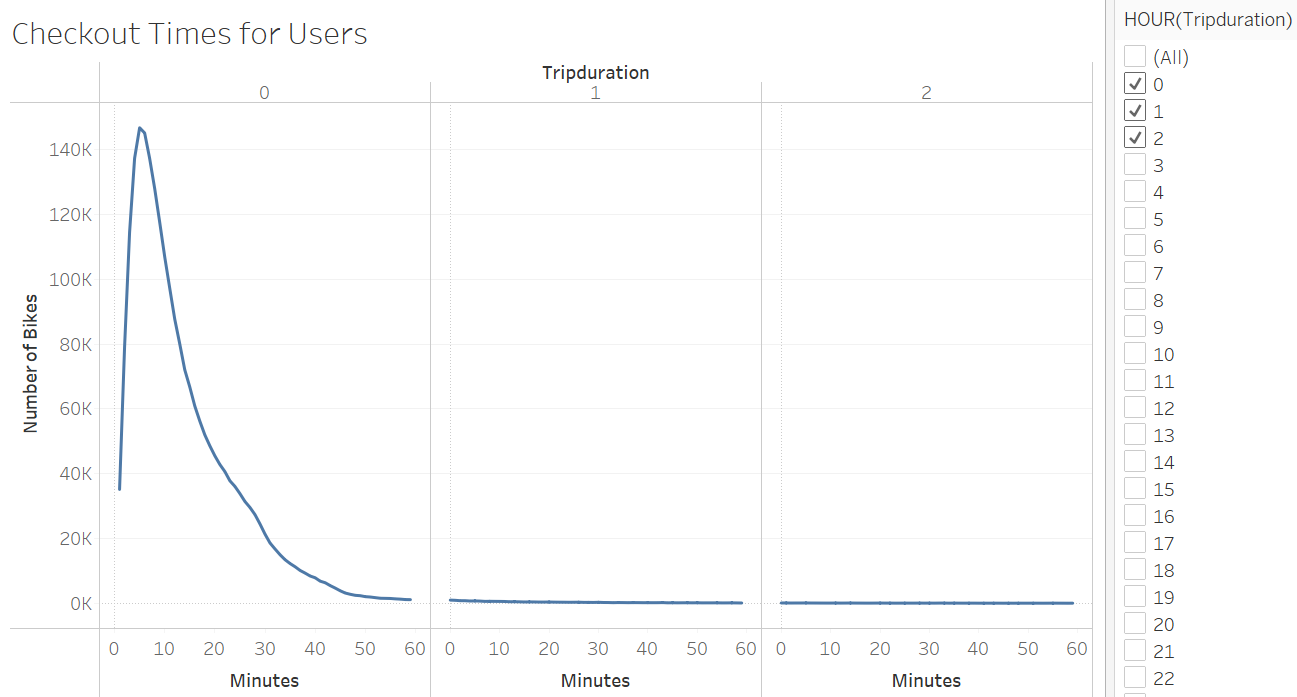 Checkout Times for Users
Tripduration
0 1 2
140K
120K
100K
80K
60K
40K
20K
0K
Number of Bikes
0 10 20 30 40 50 60 0 10 20 30 40 50 60 0 10 20 30 40 50 60
Minutes Minutes Minutes
HOUR(Tripduration)
(All)
0
1
2
3
4
5
6
7
8
9
10
11
12
13
14
15
16
17
18
19
20
21
22